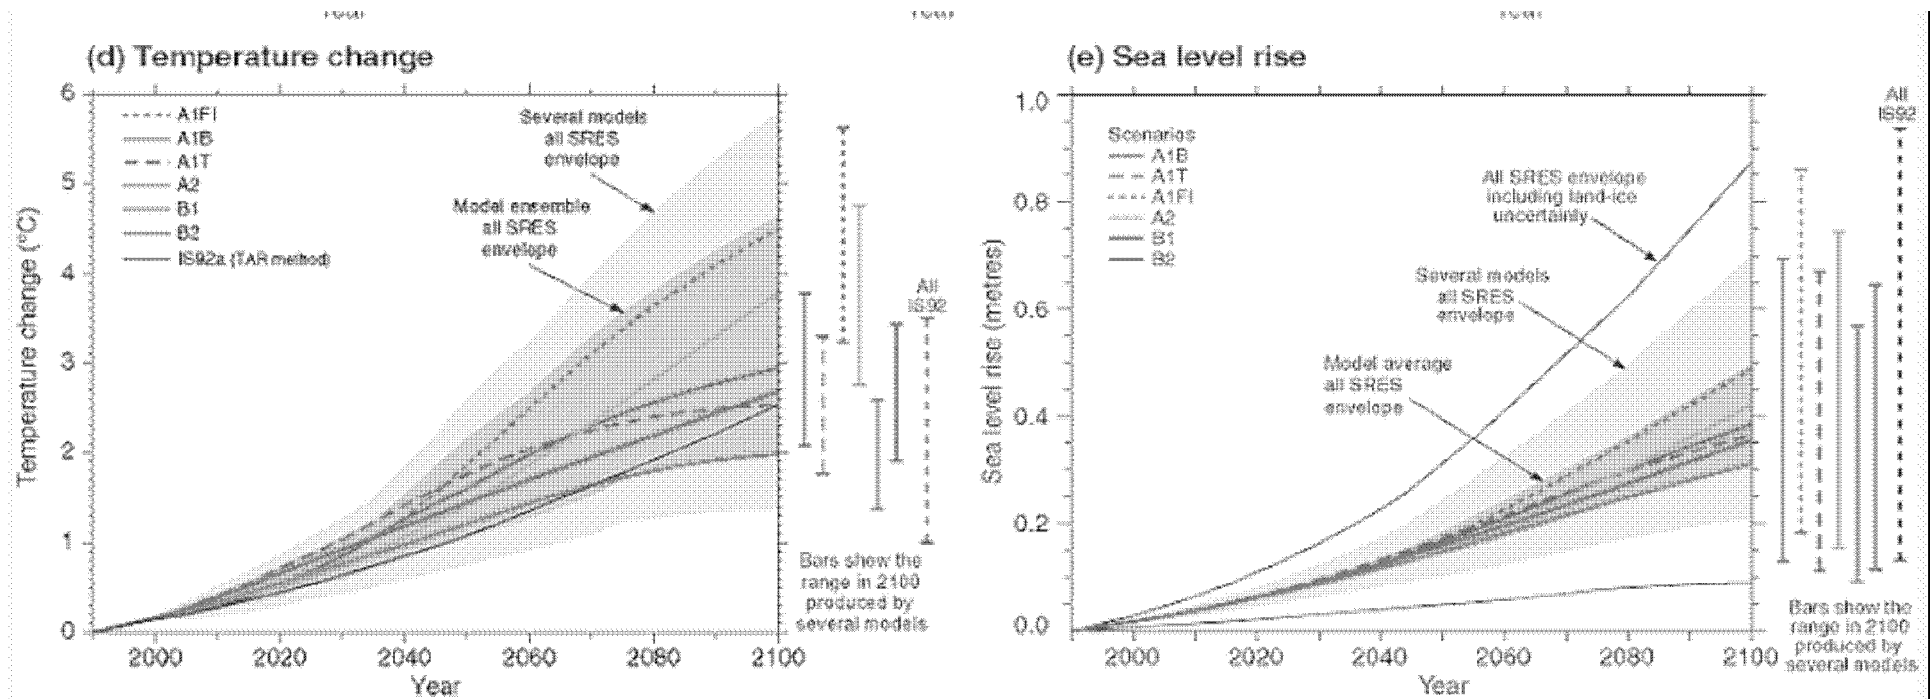 Year
Year
Year
(d) Temperature change
6
5
4
3
2
1
0
Temperature change (°C)
A1FI
A1B
A1T
A2
B1
B2
IS92a (TAR method)
Several models
all SRES
envelope
Model ensemble
all SRES
envelope
All
IS92
Bars show the
range in 2100
produced by
several models
2000 2020 2040 2060 2080 2100
Year
(e) Sea level rise
1.0
0.8
0.6
0.4
0.2
0.0
Sea level rise (metres)
Scenarios
A1B
A1T
A1FI
A2
B1
B2
All SRES envelope
including land-ice
uncertainty
Several models
all SRES
envelope
Model average
all SRES
envelope
All
IS92
Bars show the
range in 2100
produced by
several models
2000 2020 2040 2060 2080 2100
Year